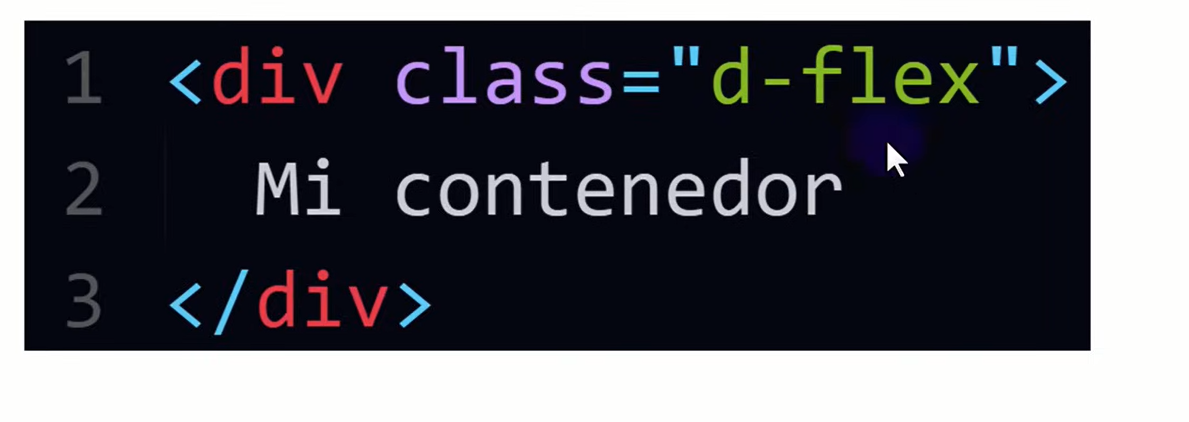 1 <div class="d-flex">
2 Mi contenedor
3 </div>